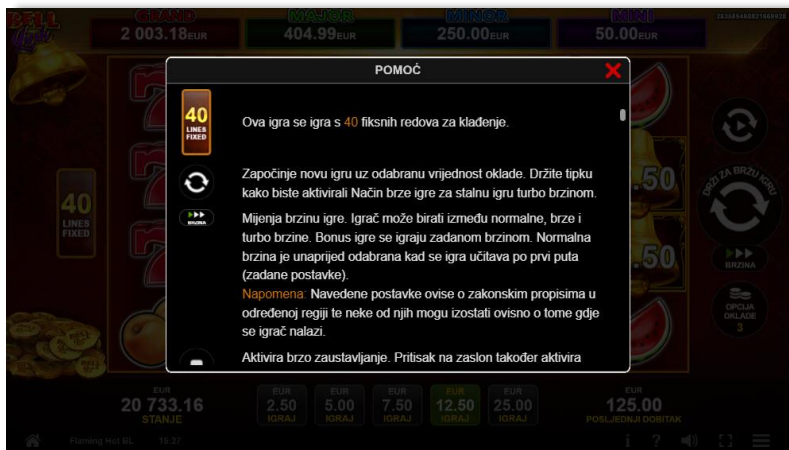 BELL
Link
GRAND
2 003.18EUR
MAJOR
404.99EUR
MINOR
250.00EUR
MINI
50.00EUR
POMOĆ
40
LINES
FIXED
Ova igra se igra s 40 fiksnih redova za klađenje.
Započinje novu igru uz odabranu vrijednost oklade. Držite tipku
kako biste aktivirali Način brze igre za stalnu igru turbo brzinom.
BRZINA
Mijenja brzinu igre. Igrač može birati između normalne, brze i
turbo brzine. Bonus igre se igraju zadanom brzinom. Normalna
brzina je unaprijed odabrana kad se igra učitava po prvi puta
(zadane postavke).
Napomena: Navedene postavke ovise o zakonskim propisima u
određenoj regiji te neke od njih mogu izostati ovisno o tome gdje
se igrač nalazi.
Aktivira brzo zaustavljanje. Pritisak na zaslon također aktivira
40
LINES
FIXED
.50
.50
DRŽI ZA BRZU IGRU
BRZINA
OPCIJA
OKLADE
3
EUR
20 733.16
STANJE
EUR
2.50
IGRAJ
EUR
5.00
IGRAJ
EUR
7.50
IGRAJ
EUR
12.50
IGRAJ
EUR
25.00
IGRAJ
EUR
125.00
POSLJEDNJI DOBITAK
Flaming Hot BL
16:27